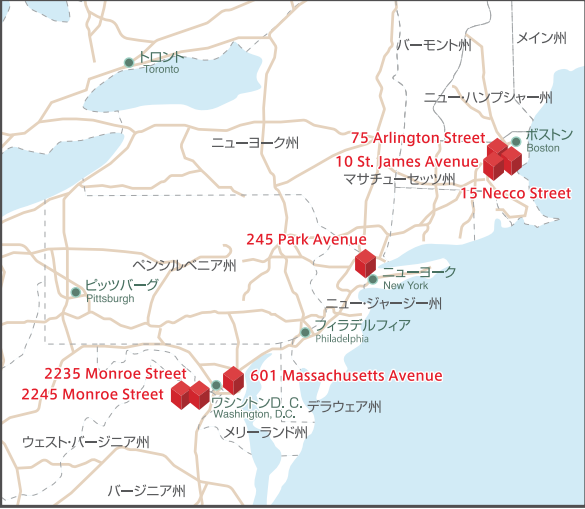 メイン州
バーモント州
トロント
Toronto
ニュー・ハンプシャー州
75 Arlington Street
ボストン
Boston
ニューヨーク州
10 St. James Avenue
マサチューセッツ州
15 Necco Street
245 Park Avenue
ペンシルベニア州
ニューヨーク
New York
ピッツバーグ
Pittsburgh
ニュー・ジャージー州
フィラデルフィア
Philadelphia
2235 Monroe Street
601 Massachusetts Avenue
2245 Monroe Street
ワシントンD. C.
Washington, D.C.
デラウェア州
メリーランド州
ウェスト・バージニア州
バージニア州